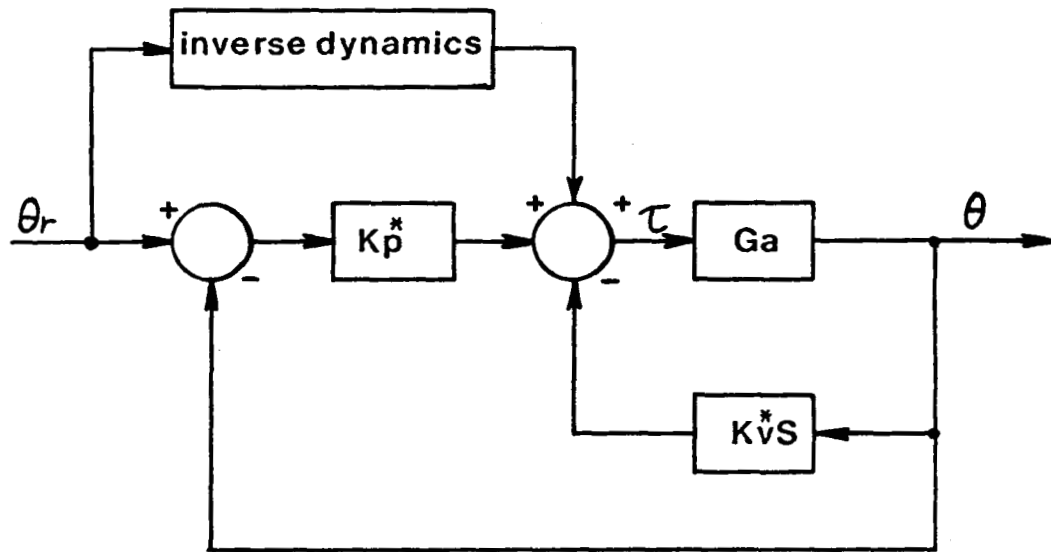 inverse dynamics
θr
+
-
Kp*
+
+
-
τ
Ga
θ
Kv*S